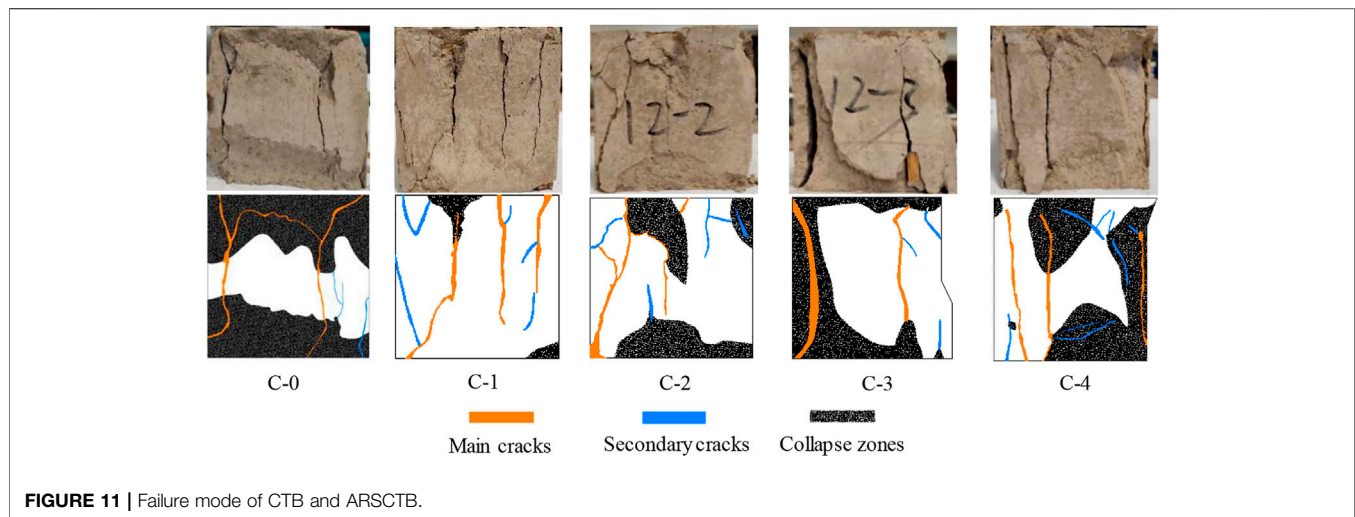 12-2
12-3
C-0
C-1
C-2
C-3
C-4
Main cracks
Secondary cracks
Collapse zones
FIGURE 11 | Failure mode of CTB and ARSCTB.